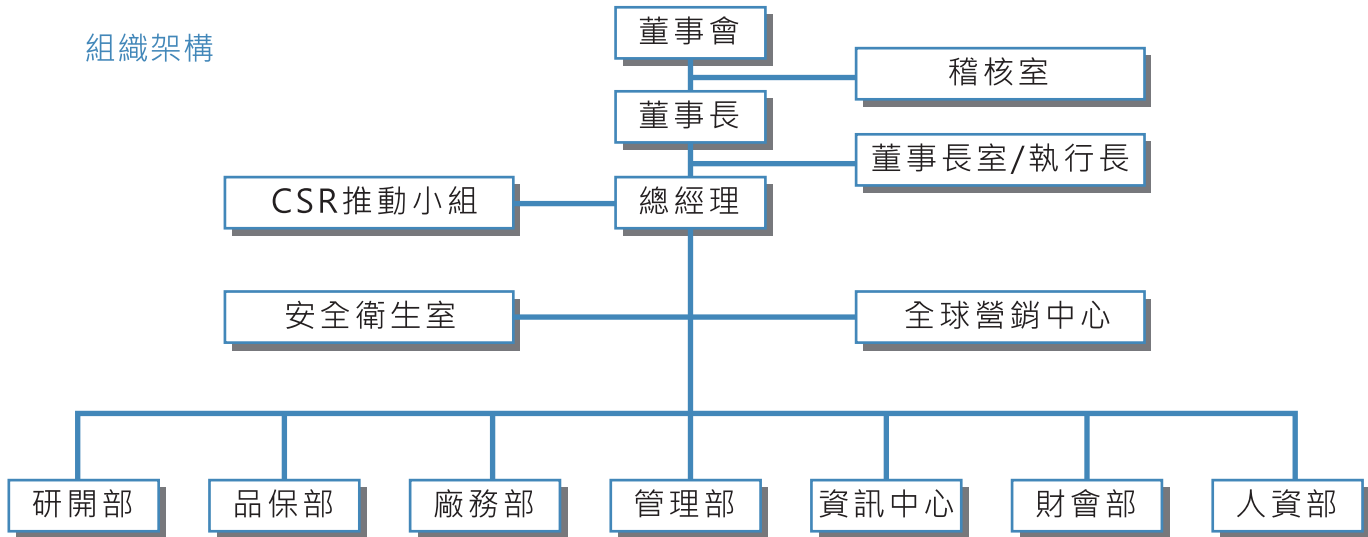 組織架構
董事會
稽核室
董事長
董事長室/執行長
CSR推動小組
總經理
安全衛生室
全球營銷中心
研開部
品保部
廠務部
管理部
資訊中心
財會部
人資部